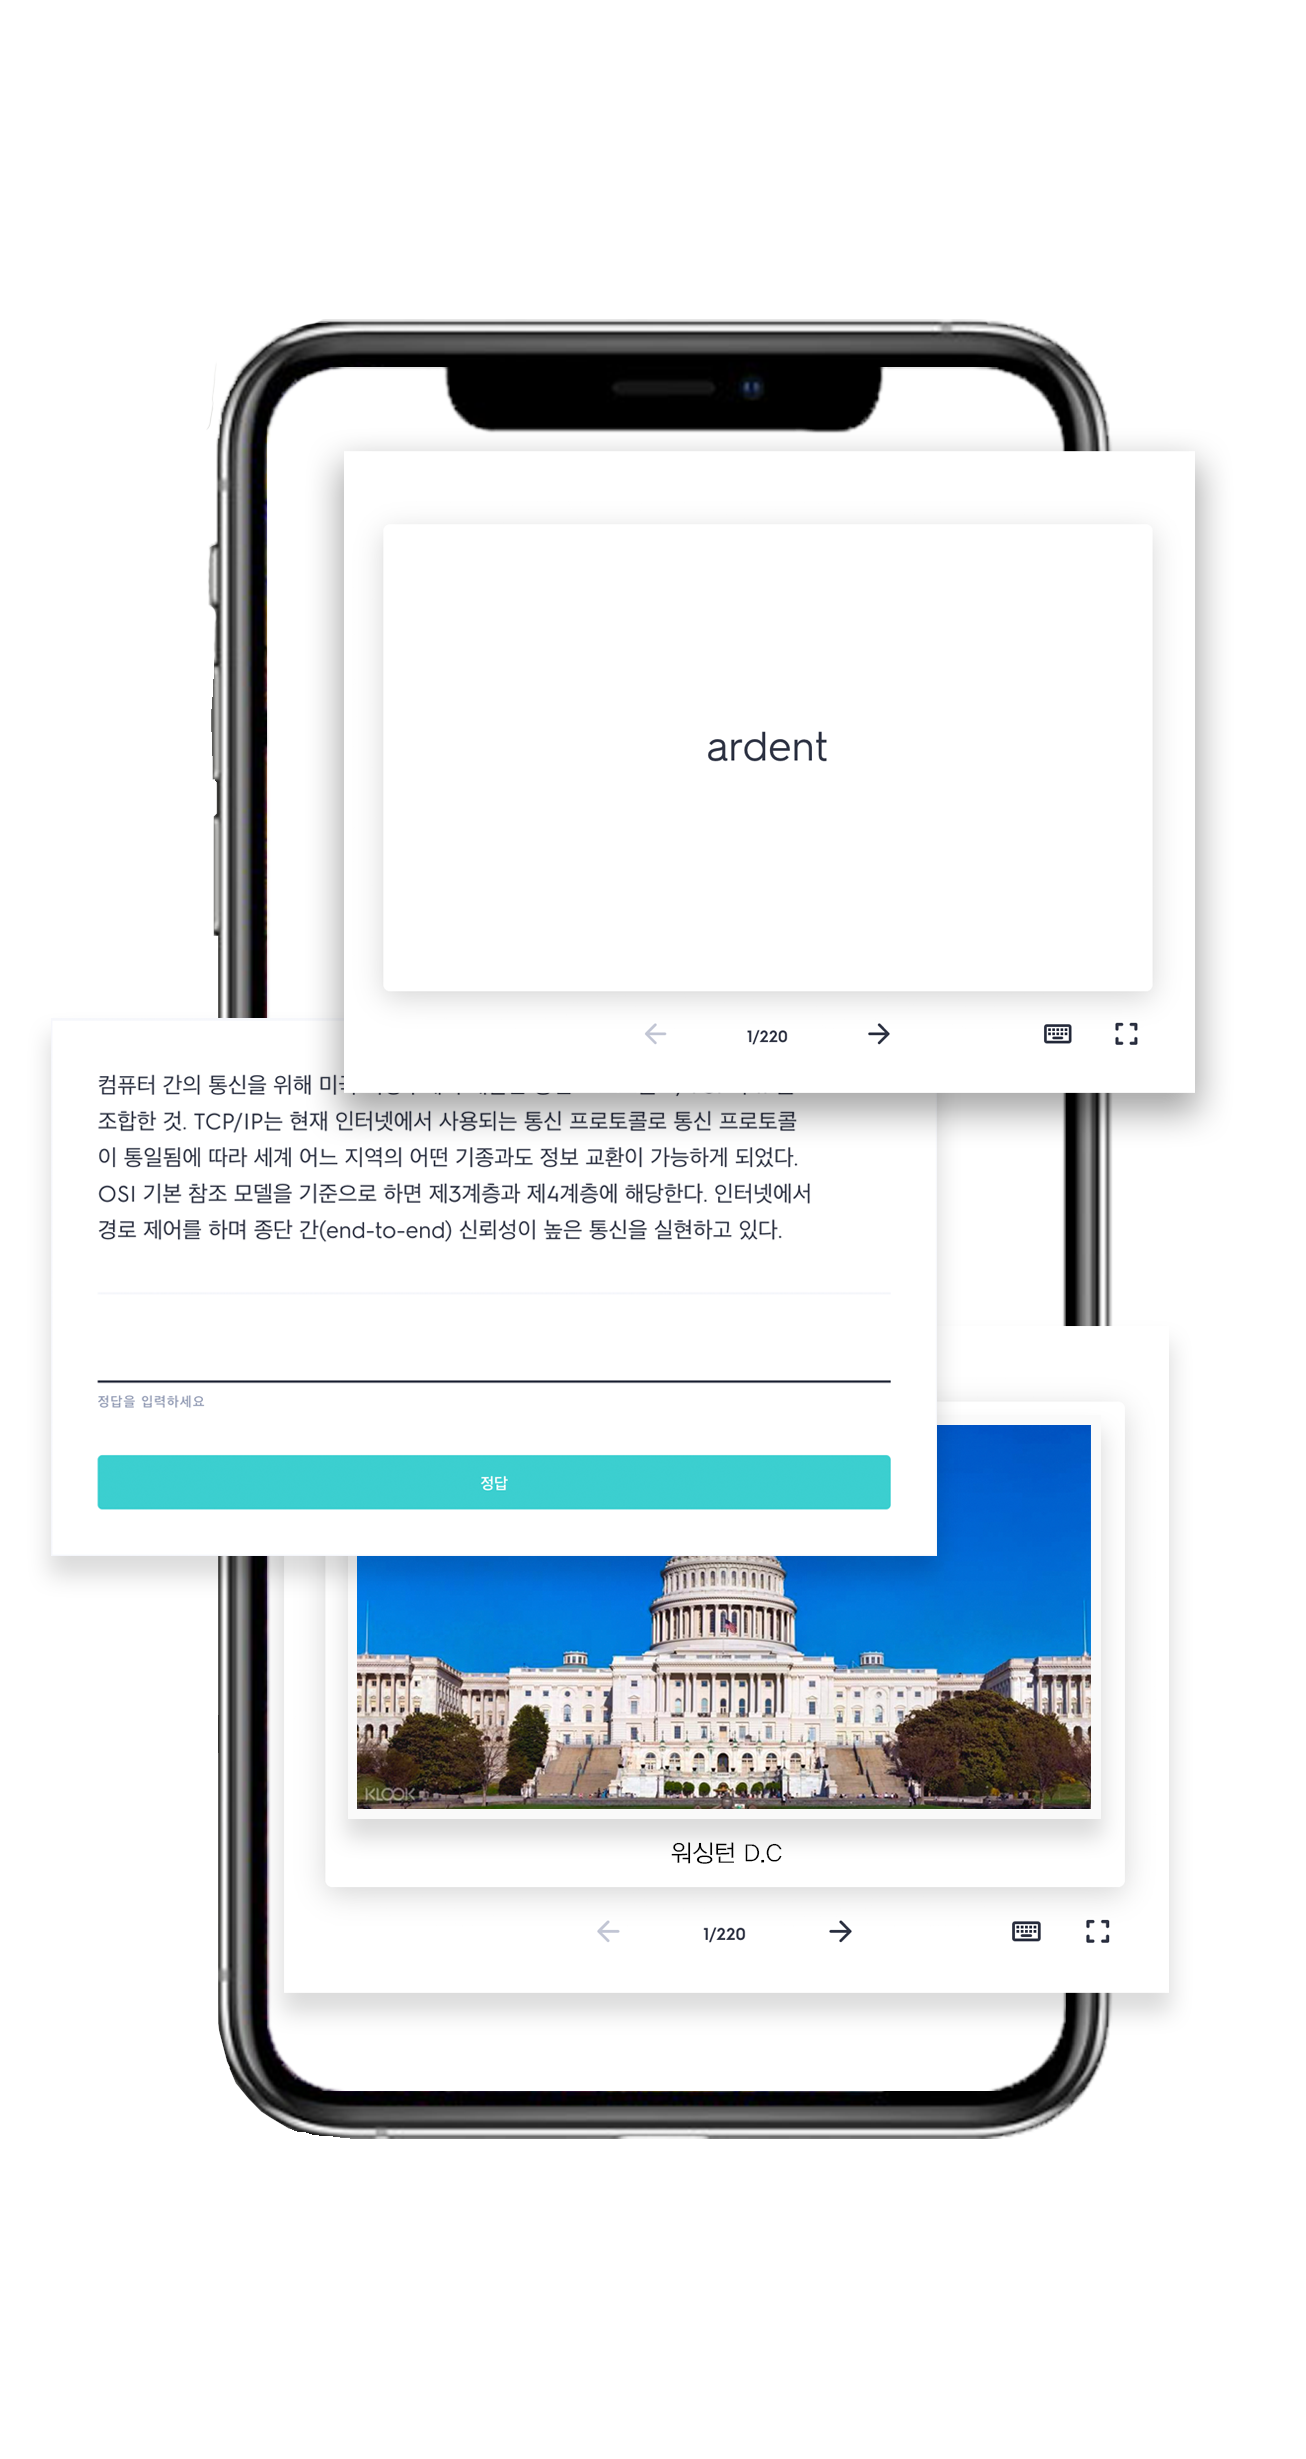 ardent
1/220
컴퓨터 간의 통신을 위해
조합한 것. TCP/IP는 현재 인터넷에서 사용되는 통신 프로토콜로 통신 프로토콜
이 통일됨에 따라 세계 어느 지역의 어떤 기종과도 정보 교환이 가능하게 되었다.
OSI 기본 참조 모델을 기준으로 하면 제3계층과 제4계층에 해당한다. 인터넷에서
경로 제어를 하며 종단 간(end-to-end) 신뢰성이 높은 통신을 실현하고 있다.
정답을 입력하세요
정답
KLOOK
워싱턴 D.C
1/220